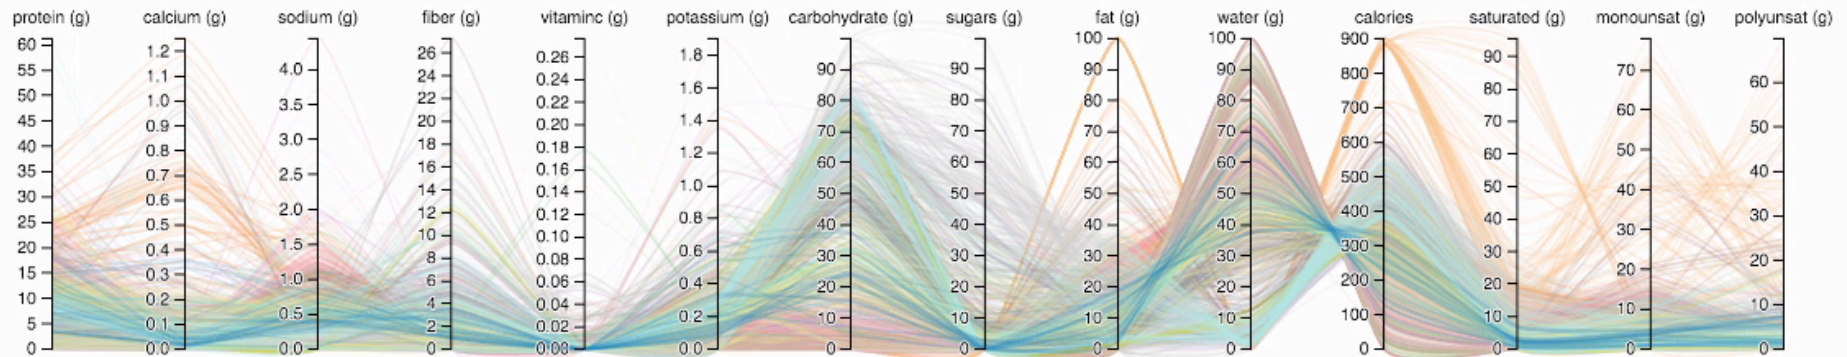 protein (g) calcium (g) sodium (g) fiber (g) vitaminc (g) potassium (g) carbohydrate (g) sugars (g) fat (g) water (g) calories saturated (g) monounsat (g) polyunsat (g)
60 55 50 45 40 35 30 25 20 15 10 5 0
1.2 1.1 1.0 0.9 0.8 0.7 0.6 0.5 0.4 0.3 0.2 0.1 0.0
4.0 3.5 3.0 2.5 2.0 1.5 1.0 0.5 0.0
26 24 22 20 18 16 14 12 10 8 6 4 2 0
0.26 0.24 0.22 0.20 0.18 0.16 0.14 0.12 0.10 0.08 0.06 0.04 0.02 0.00
1.8 1.6 1.4 1.2 1.0 0.8 0.6 0.4 0.2 0.0
90 80 70 60 50 40 30 20 10 0
90 80 70 60 50 40 30 20 10 0
100 90 80 70 60 50 40 30 20 10 0
100 90 80 70 60 50 40 30 20 10 0
900 800 700 600 500 400 300 200 100 0
90 80 70 60 50 40 30 20 10 0
70 60 50 40 30 20 10 0
60 50 40 30 20 10 0